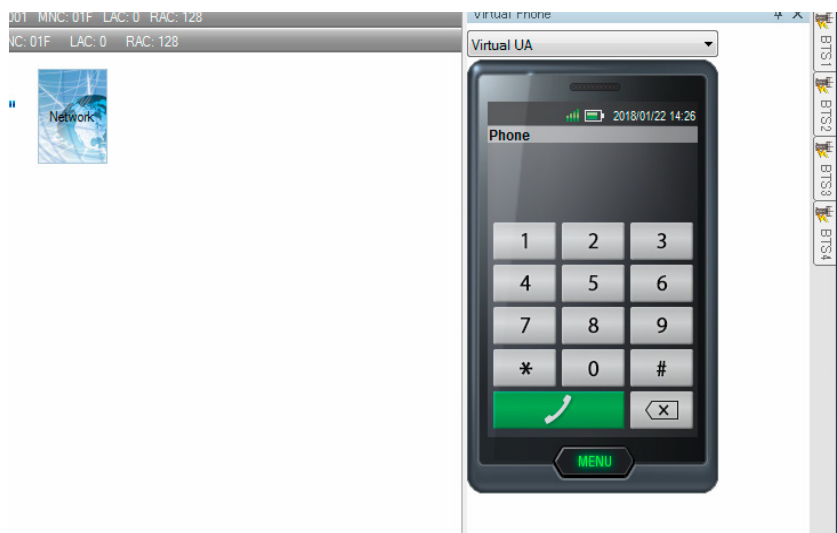 001 MNC: 01F LAC: 0 RAC: 128
NC: 01F LAC: 0 RAC: 128
Network
Virtual Phone
Virtual UA
2018/01/22 14:26
Phone
1 2 3
4 5 6
7 8 9
* 0 #
MENU
BTS1
BTS2
BTS3
BTS4